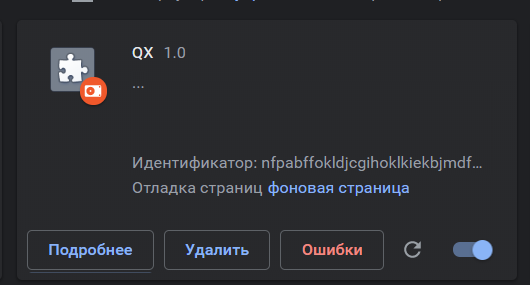 QX 1.0
...
Идентификатор: nfpabffokldjcgihoklkiekbjmdf...
Отладка страниц фоновая страница
Подробнее Удалить Ошибки